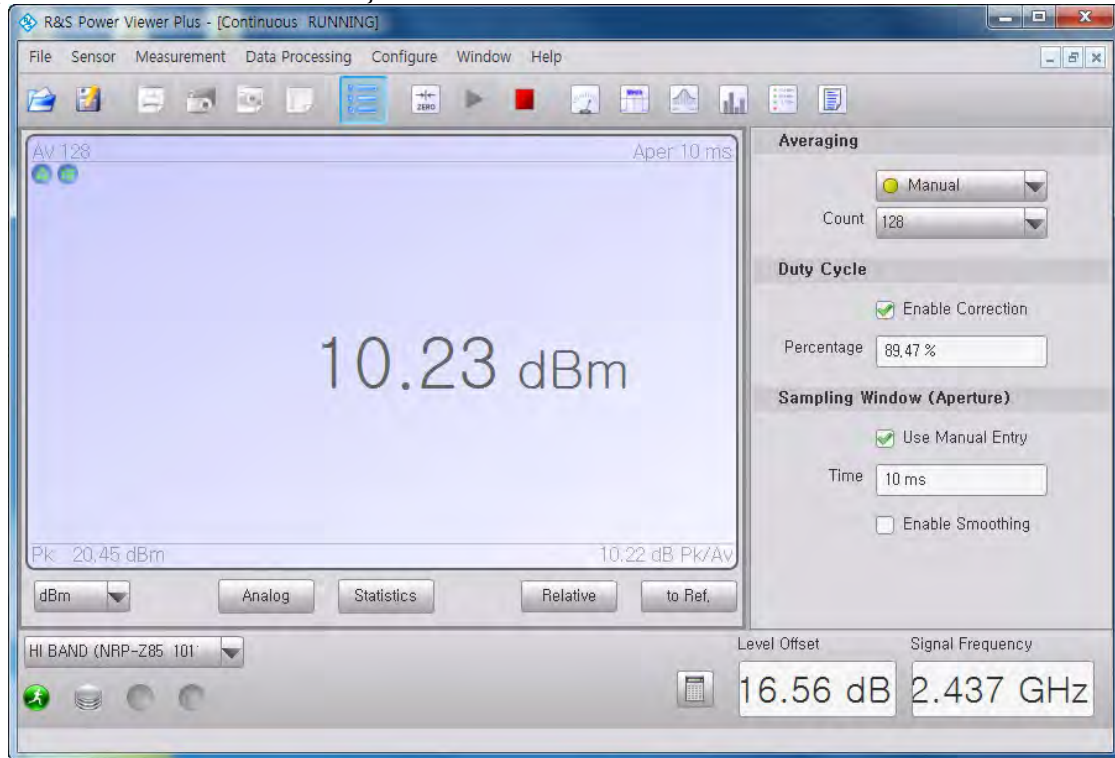 R&S Power Viewer Plus - [Continuous RUNNING]
File Sensor Measurement Data Processing Configure Window Help
ZERO
Av 128 Aper 10 ms
10.23 dBm
Pk 20.45 dBm 10.22 dB Pk/Av
dBm Analog Statistics Relative to Ref.
Averaging
Manual
Count 128
Duty Cycle
Enable Correction
Percentage 89.47 %
Sampling Window (Aperture)
Use Manual Entry
Time 10 ms
Enable Smoothing
HI BAND (NRP-Z85 101
Level Offset Signal Frequency
16.56 dB 2.437 GHz